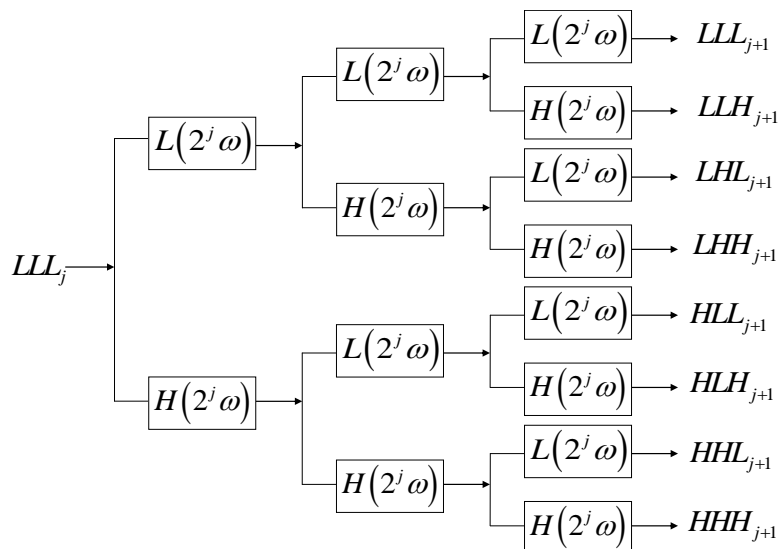 L(2^j ω) LLL_{j+1}
L(2^j ω)
H(2^j ω) LLH_{j+1}
L(2^j ω)
L(2^j ω) LHL_{j+1}
H(2^j ω)
H(2^j ω) LHH_{j+1}
LLL_j
L(2^j ω) HLL_{j+1}
L(2^j ω)
H(2^j ω) HLH_{j+1}
H(2^j ω)
L(2^j ω) HHL_{j+1}
H(2^j ω)
H(2^j ω) HHH_{j+1}